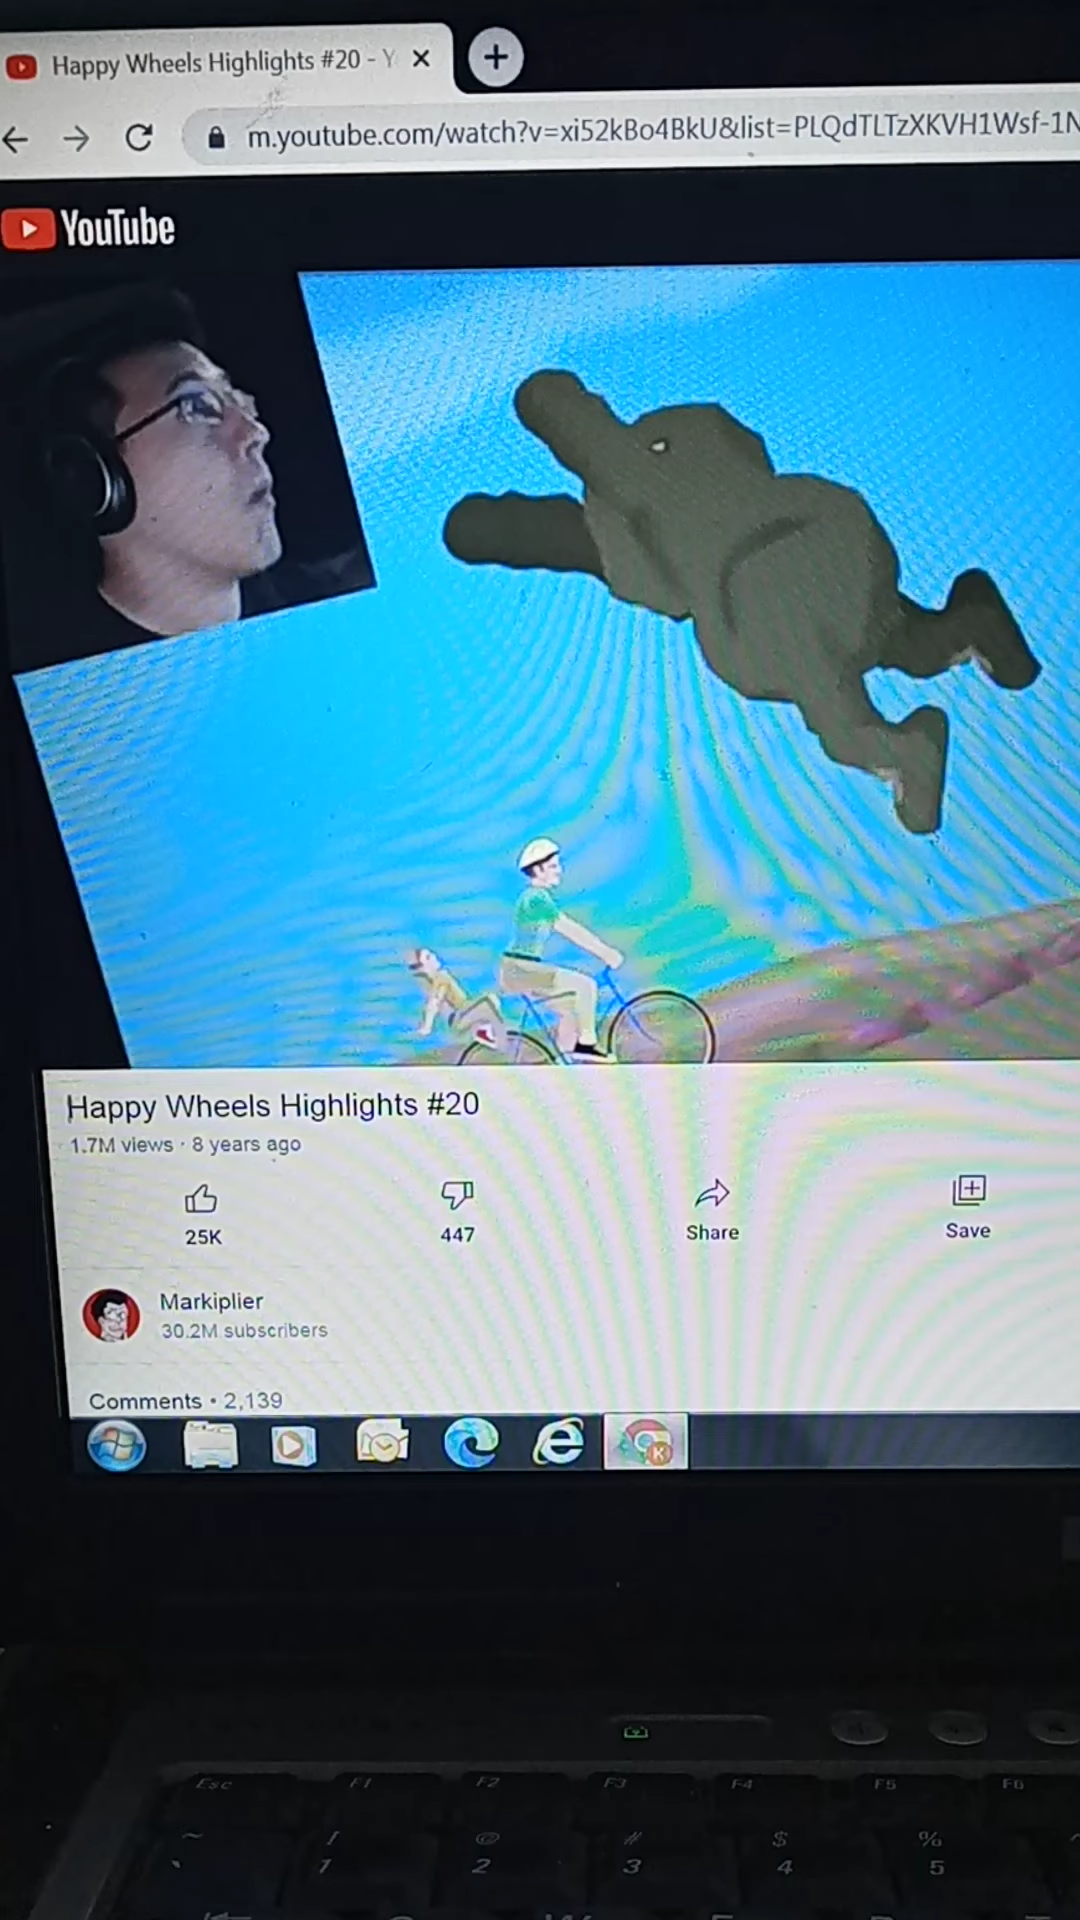 Happy Wheels Highlights #20 - Y
m.youtube.com/watch?v=xi52kBo4BkU&list=PLQdTLTzXKVH1Wsf-1N
YouTube
Happy Wheels Highlights #20
1.7M views · 8 years ago
25K
447
Share
Save
Markiplier
30.2M subscribers
Comments • 2,139
Esc F1 F2 F3 F4 F5 F6
~ ! @ # $ %
` 1 2 3 4 5